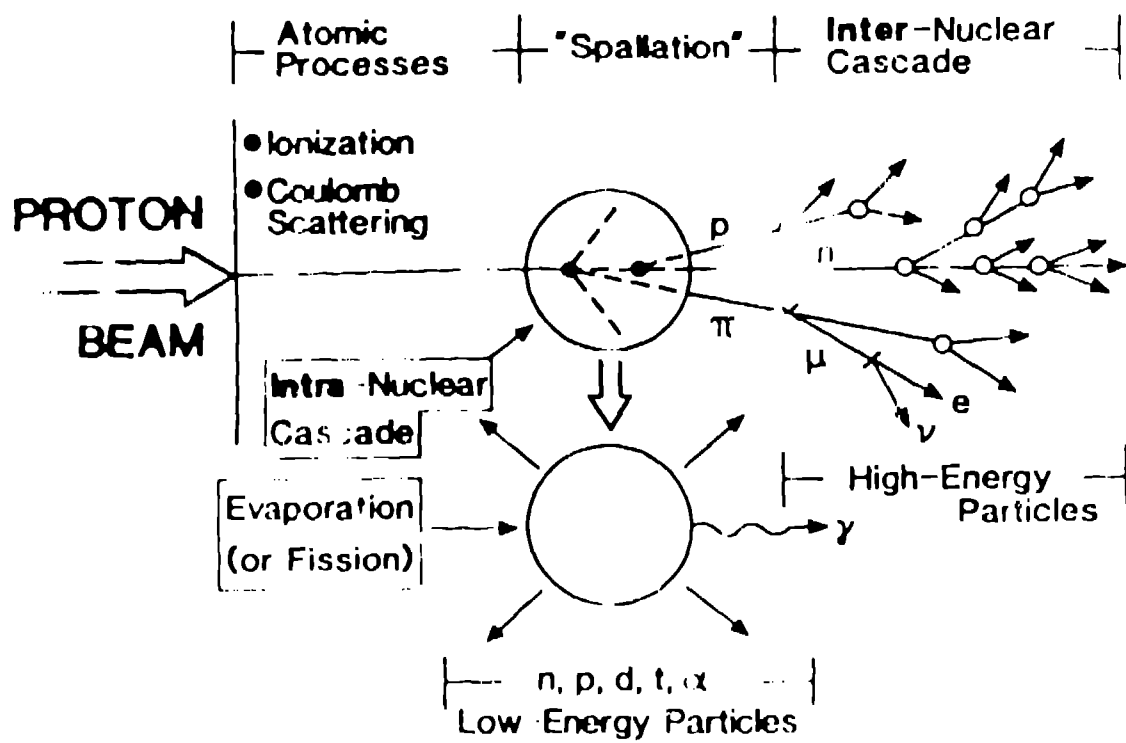 Atomic
Processes
"Spallation"
Inter-Nuclear
Cascade
● Ionization
● Coulomb
Scattering
PROTON
BEAM
p
n
π
μ
e
ν
Intra-Nuclear
Cascade
Evaporation
(or Fission)
γ
High-Energy
Particles
n, p, d, t, α
Low Energy Particles